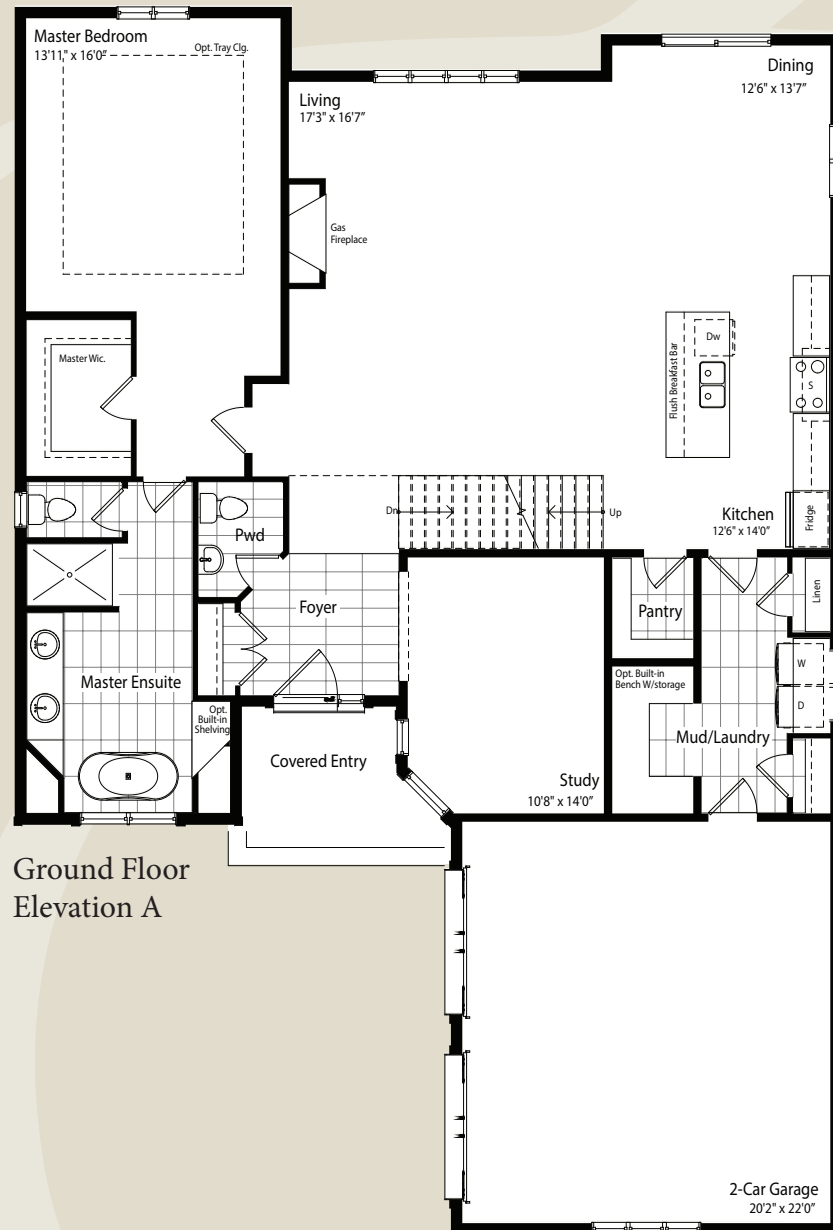 Master Bedroom
13'11" x 16'0"
Opt. Tray Clg.
Living
17'3" x 16'7"
Dining
12'6" x 13'7"
Gas
Fireplace
Master Wic.
Flush Breakfast Bar
Dw
S
Kitchen
12'6" x 14'0"
Fridge
Dn
Up
Pwd
Foyer
Pantry
Linen
Master Ensuite
Opt.
Built-in
Shelving
Opt. Built-in
Bench W/storage
W
D
Mud/Laundry
Covered Entry
Study
10'8" x 14'0"
Ground Floor
Elevation A
2-Car Garage
20'2" x 22'0"